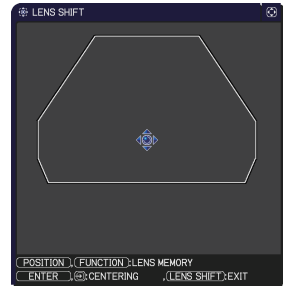 LENS SHIFT
POSITION , FUNCTION :LENS MEMORY
ENTER , :CENTERING , LENS SHIFT :EXIT